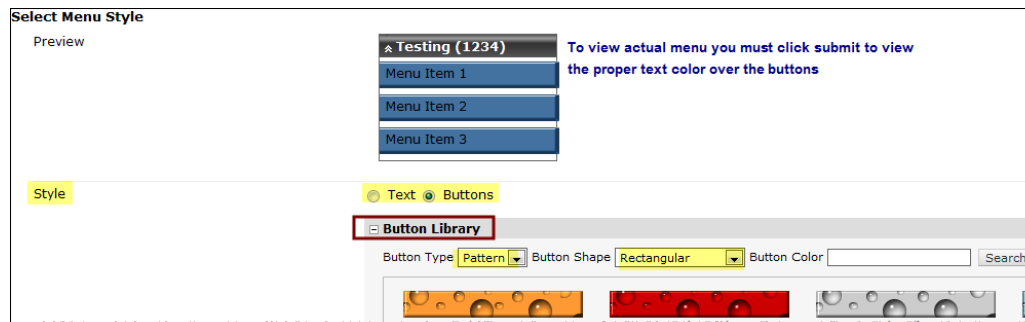 Select Menu Style
Preview
Testing (1234)
To view actual menu you must click submit to view
the proper text color over the buttons
Menu Item 1
Menu Item 2
Menu Item 3
Style
Text Buttons
Button Library
Button Type Pattern Button Shape Rectangular Button Color Search